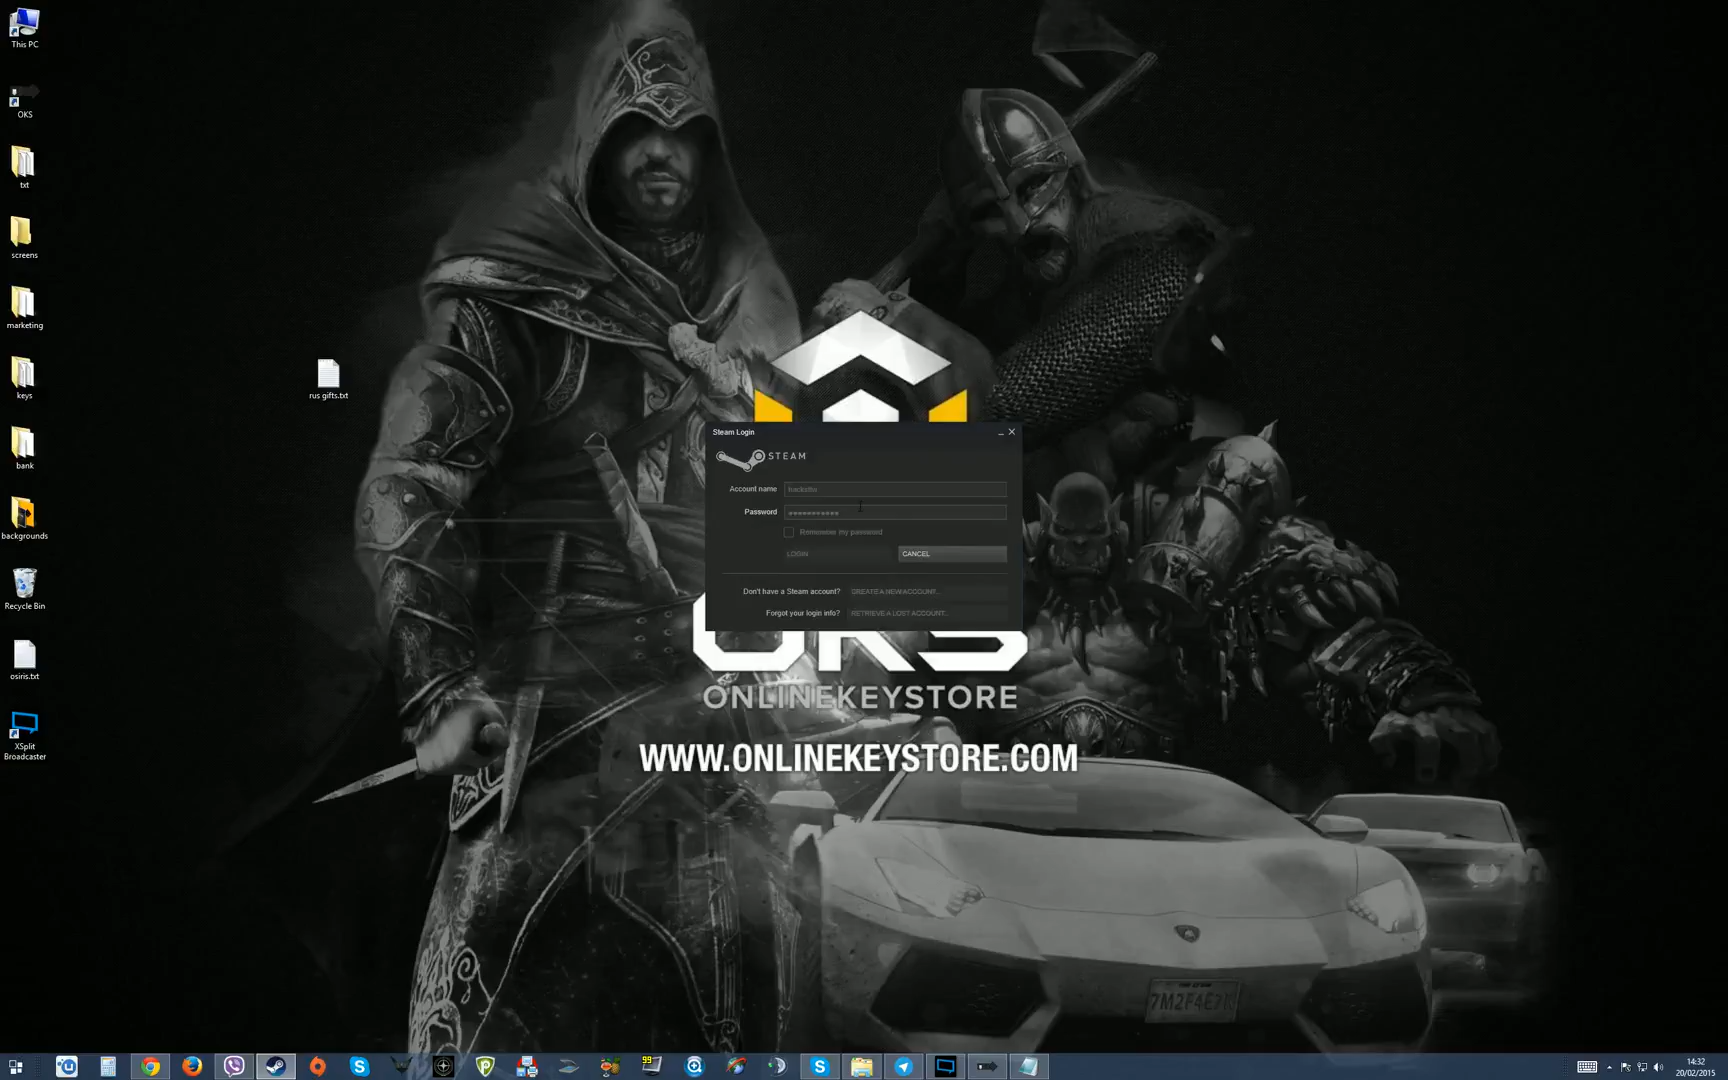 This PC
OKS
txt
screens
marketing
keys
bank
backgrounds
Recycle Bin
osiris.txt
XSplit
Broadcaster
rus gifts.txt
Steam Login
STEAM
Account name
Password
Remember my password
LOGIN
CANCEL
Don't have a Steam account?
CREATE A NEW ACCOUNT...
Forgot your login info?
RETRIEVE A LOST ACCOUNT...
OKS
ONLINEKEYSTORE
WWW.ONLINEKEYSTORE.COM
99
14:32
20/02/2015